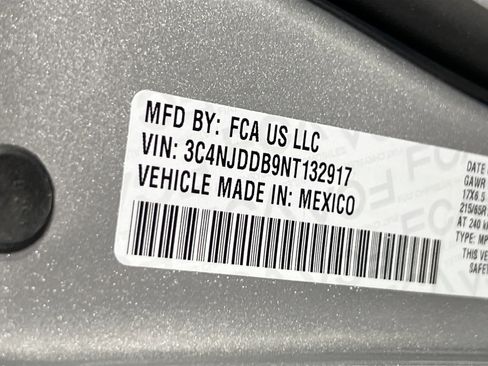 MFD BY: FCA US LLC
VIN: 3C4NJDDB9NT132917
VEHICLE MADE IN: MEXICO
DATE
GAWR
17X6.5
215/65R
AT 240
TYPE: MP
THIS VE
SAFET